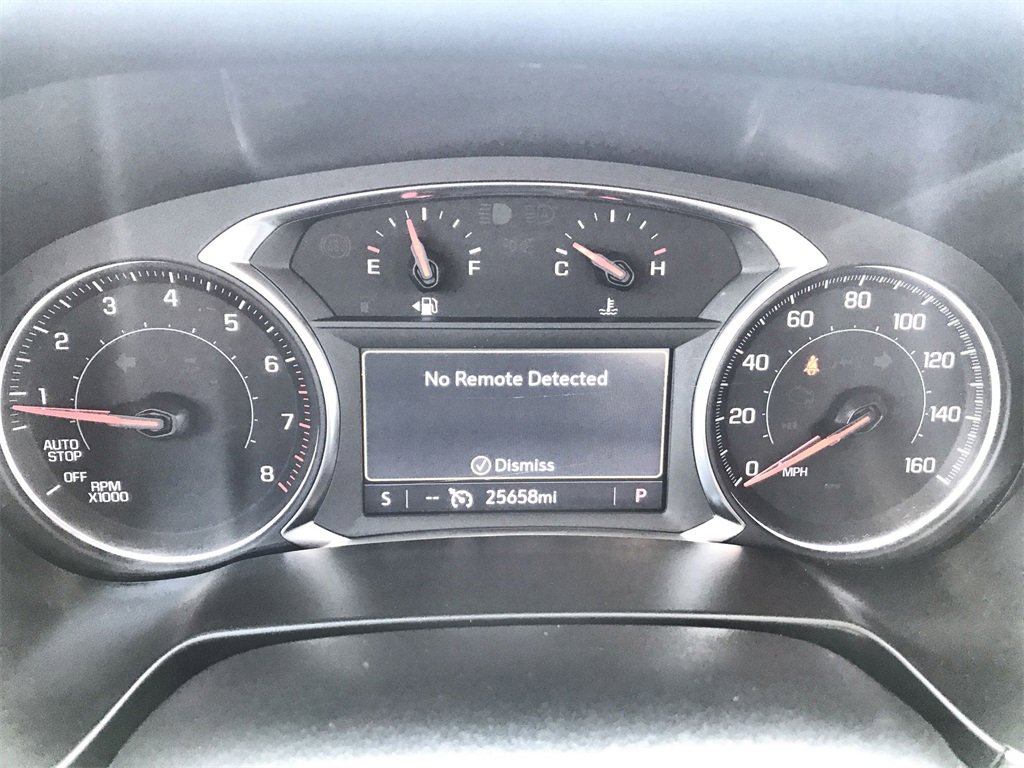 1
2
3
4
5
6
7
8
AUTO
STOP
OFF
RPM
X1000
E F
C H
No Remote Detected
Dismiss
S -- 25658mi P
0
20
40
60
80
100
120
140
160
MPH